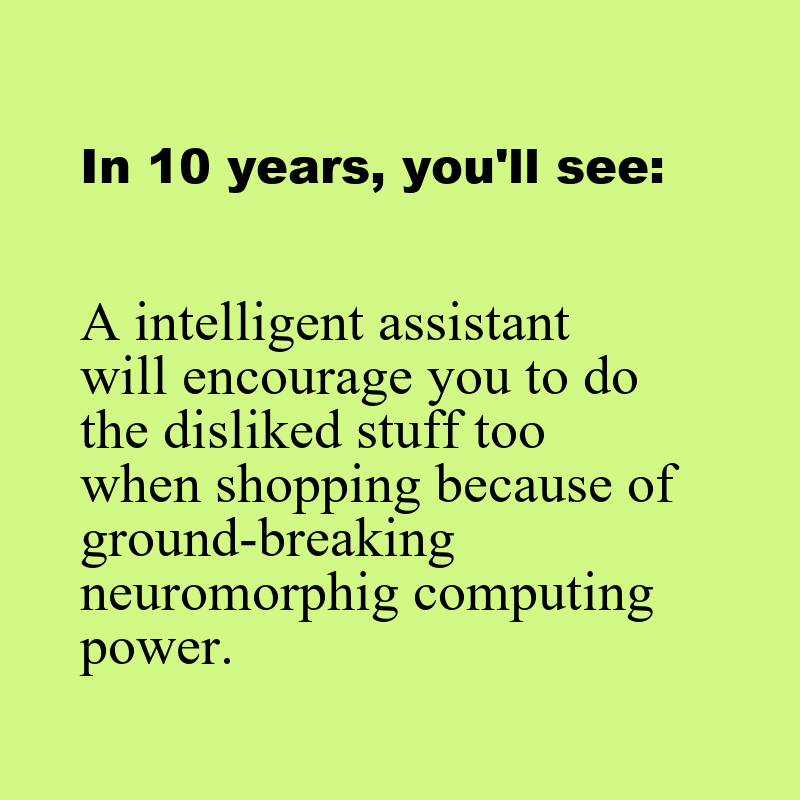 In 10 years, you'll see:
A intelligent assistant
will encourage you to do
the disliked stuff too
when shopping because of
ground-breaking
neuromorphig computing
power.